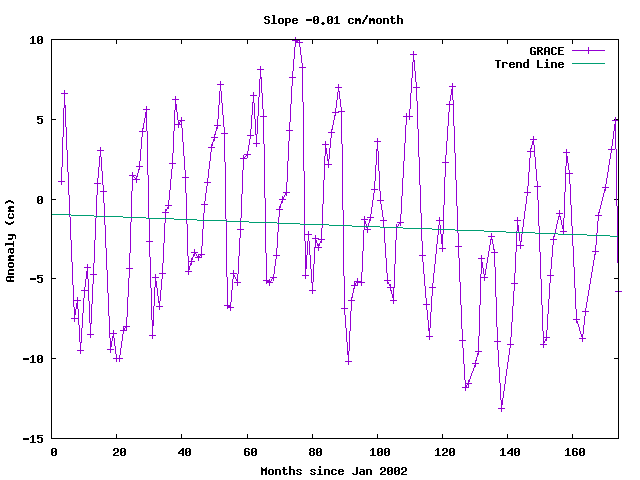 Slope -0.01 cm/month
GRACE
Trend Line
10
5
0
-5
-10
-15
Anomaly (cm)
0 20 40 60 80 100 120 140 160
Months since Jan 2002